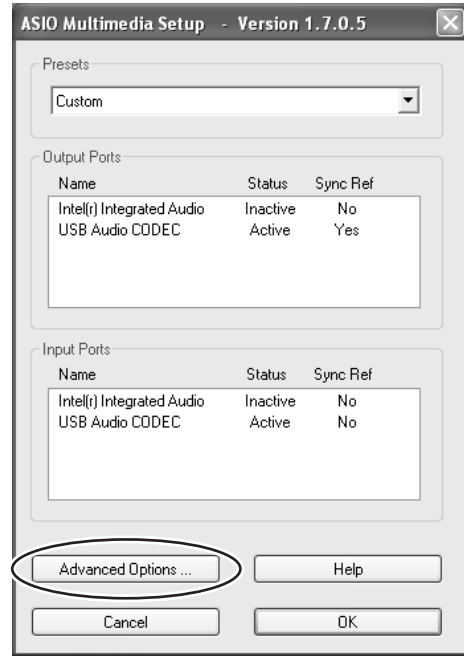 ASIO Multimedia Setup - Version 1.7.0.5
Presets
Custom
Output Ports
Name Status Sync Ref
Intel(r) Integrated Audio Inactive No
USB Audio CODEC Active Yes
Input Ports
Name Status Sync Ref
Intel(r) Integrated Audio Inactive No
USB Audio CODEC Active No
Advanced Options ... Help
Cancel OK